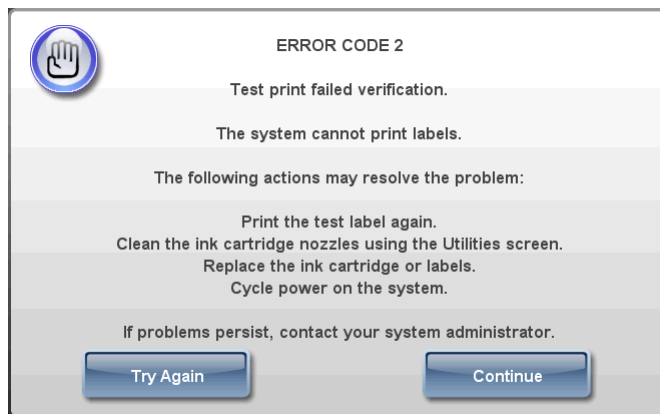 ERROR CODE 2
Test print failed verification.
The system cannot print labels.
The following actions may resolve the problem:
Print the test label again.
Clean the ink cartridge nozzles using the Utilities screen.
Replace the ink cartridge or labels.
Cycle power on the system.
If problems persist, contact your system administrator.
Try Again
Continue